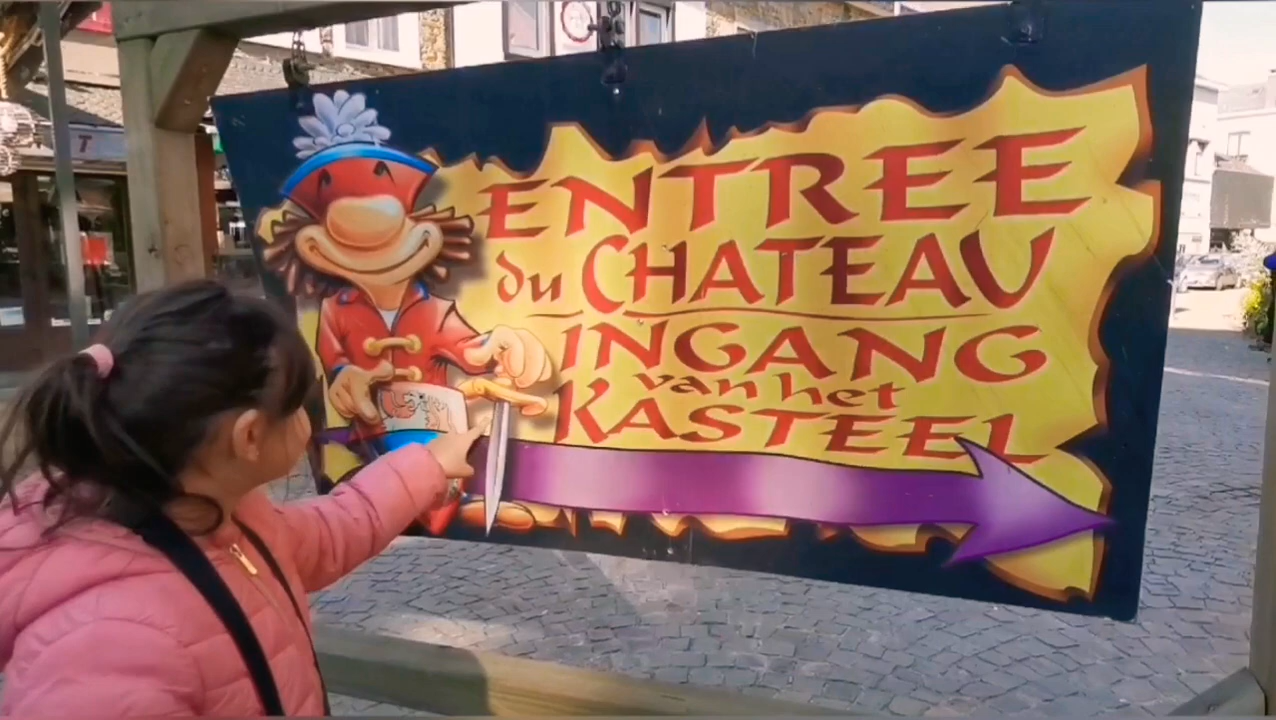 ENTREE
du CHATEAU
INGANG
van het
KASTEEL
T